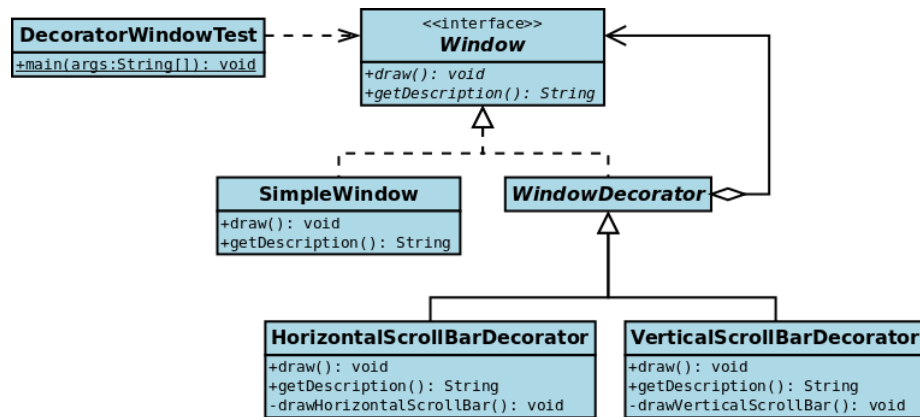 DecoratorWindowTest
+main(args:String[]): void
<<interface>>
Window
+draw(): void
+getDescription(): String
SimpleWindow
+draw(): void
+getDescription(): String
WindowDecorator
HorizontalScrollBarDecorator
+draw(): void
+getDescription(): String
-drawHorizontalScrollBar(): void
VerticalScrollBarDecorator
+draw(): void
+getDescription(): String
-drawVerticalScrollBar(): void